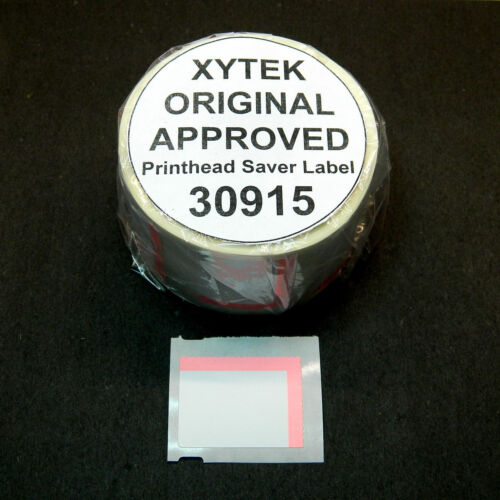 XYTEK
ORIGINAL
APPROVED
Printhead Saver Label
30915